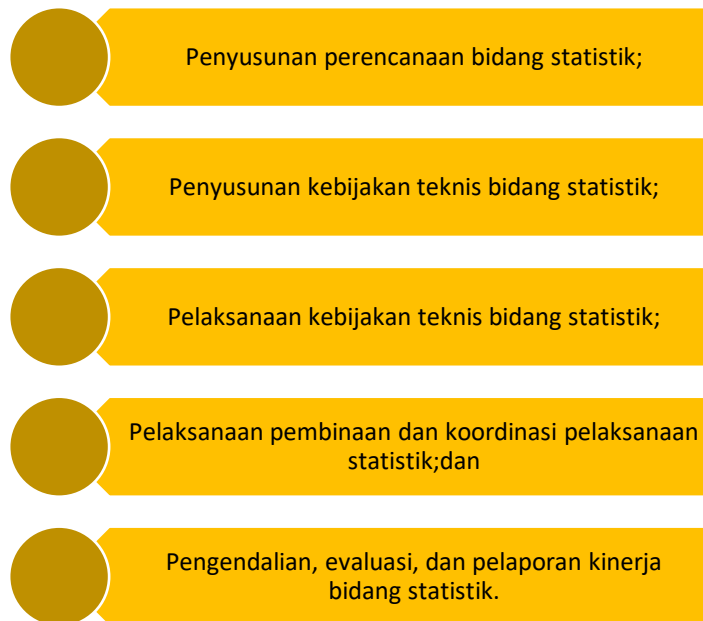 Penyusunan perencanaan bidang statistik;
Penyusunan kebijakan teknis bidang statistik;
Pelaksanaan kebijakan teknis bidang statistik;
Pelaksanaan pembinaan dan koordinasi pelaksanaan
statistik;dan
Pengendalian, evaluasi, dan pelaporan kinerja
bidang statistik.